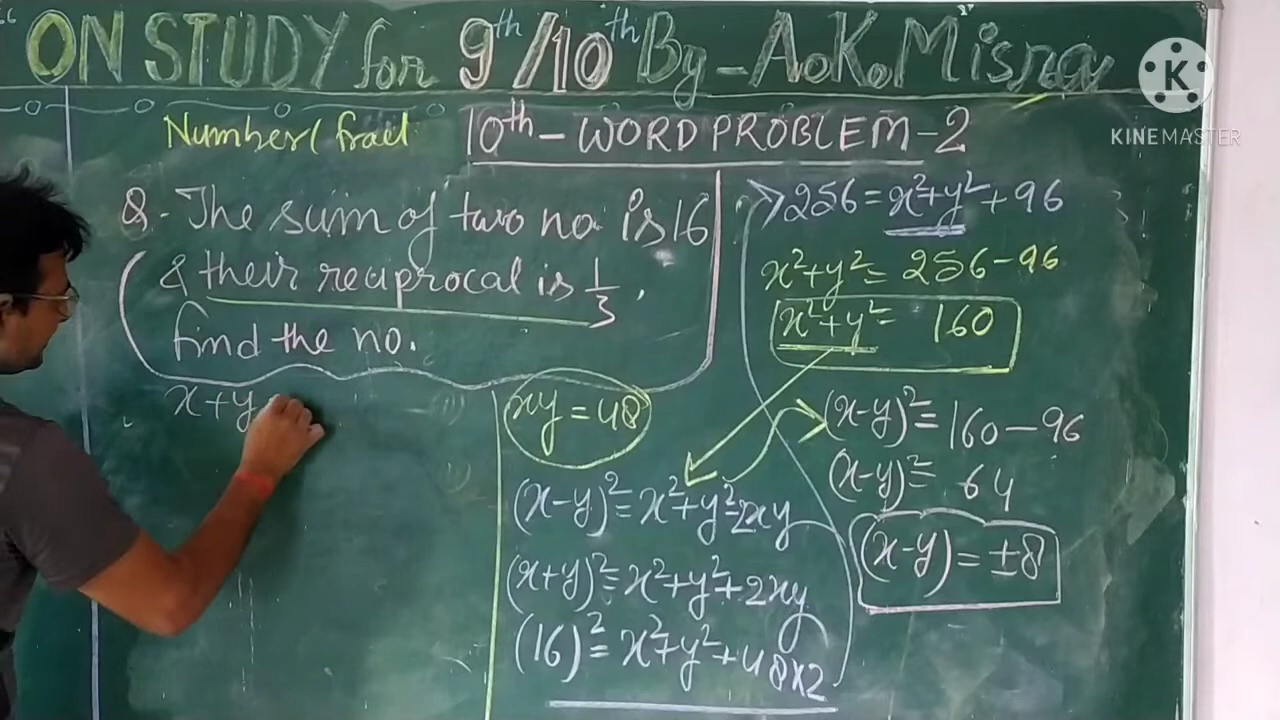 ON STUDY for 9th/10th By - A.K. Misra
K
KINEMASTER
Number( fract 10th - WORD PROBLEM - 2
Q. The sum of two no. is 16
& their reciprocal is 1/3.
find the no.
x+y
xy = 48
(x-y)²= x²+y²-2xy
(x+y)²= x²+y²+2xy
(16)²= x²+y²+48x2
256 = x²+y²+96
x²+y²= 256-96
x²+y²= 160
(x-y)²= 160-96
(x-y)²= 64
(x-y) = ±8